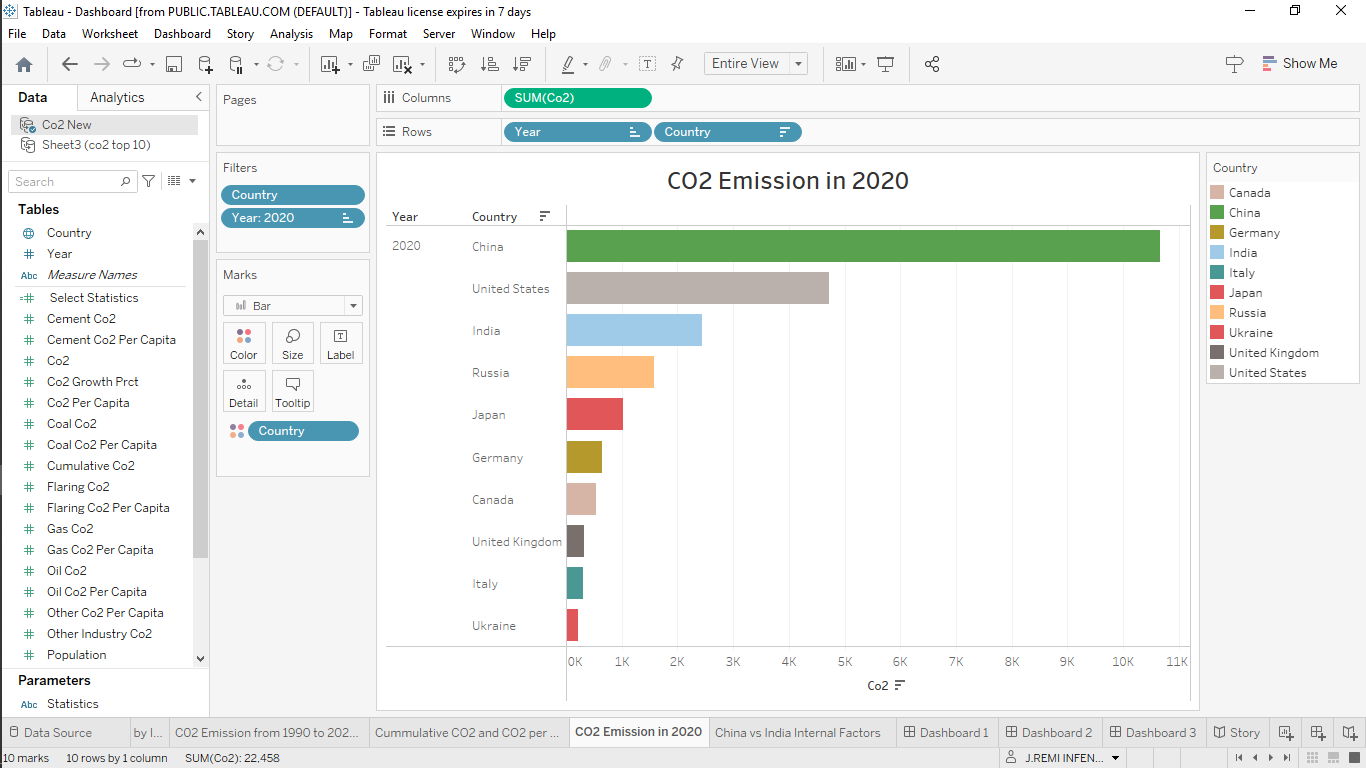 Tableau - Dashboard [from PUBLIC.TABLEAU.COM (DEFAULT)] - Tableau license expires in 7 days
File Data Worksheet Dashboard Story Analysis Map Format Server Window Help
Entire View
Show Me
Data Analytics
Co2 New
Sheet3 (co2 top 10)
Search
Tables
Country
Year
Abc Measure Names
Select Statistics
Cement Co2
Cement Co2 Per Capita
Co2
Co2 Growth Prct
Co2 Per Capita
Coal Co2
Coal Co2 Per Capita
Cumulative Co2
Flaring Co2
Flaring Co2 Per Capita
Gas Co2
Gas Co2 Per Capita
Oil Co2
Oil Co2 Per Capita
Other Co2 Per Capita
Other Industry Co2
Population
Parameters
Abc Statistics
Pages
Filters
Country
Year: 2020
Marks
Bar
Color Size Label
Detail Tooltip
Country
Columns SUM(Co2)
Rows Year Country
CO2 Emission in 2020
Year Country
2020 China
United States
India
Russia
Japan
Germany
Canada
United Kingdom
Italy
Ukraine
0K 1K 2K 3K 4K 5K 6K 7K 8K 9K 10K 11K
Co2
Country
Canada
China
Germany
India
Italy
Japan
Russia
Ukraine
United Kingdom
United States
Data Source by I... CO2 Emission from 1990 to 202... Cummulative CO2 and CO2 per ... CO2 Emission in 2020 China vs India Internal Factors Dashboard 1 Dashboard 2 Dashboard 3 Story
10 marks 10 rows by 1 column SUM(Co2): 22,458 J.REMI INFEN...